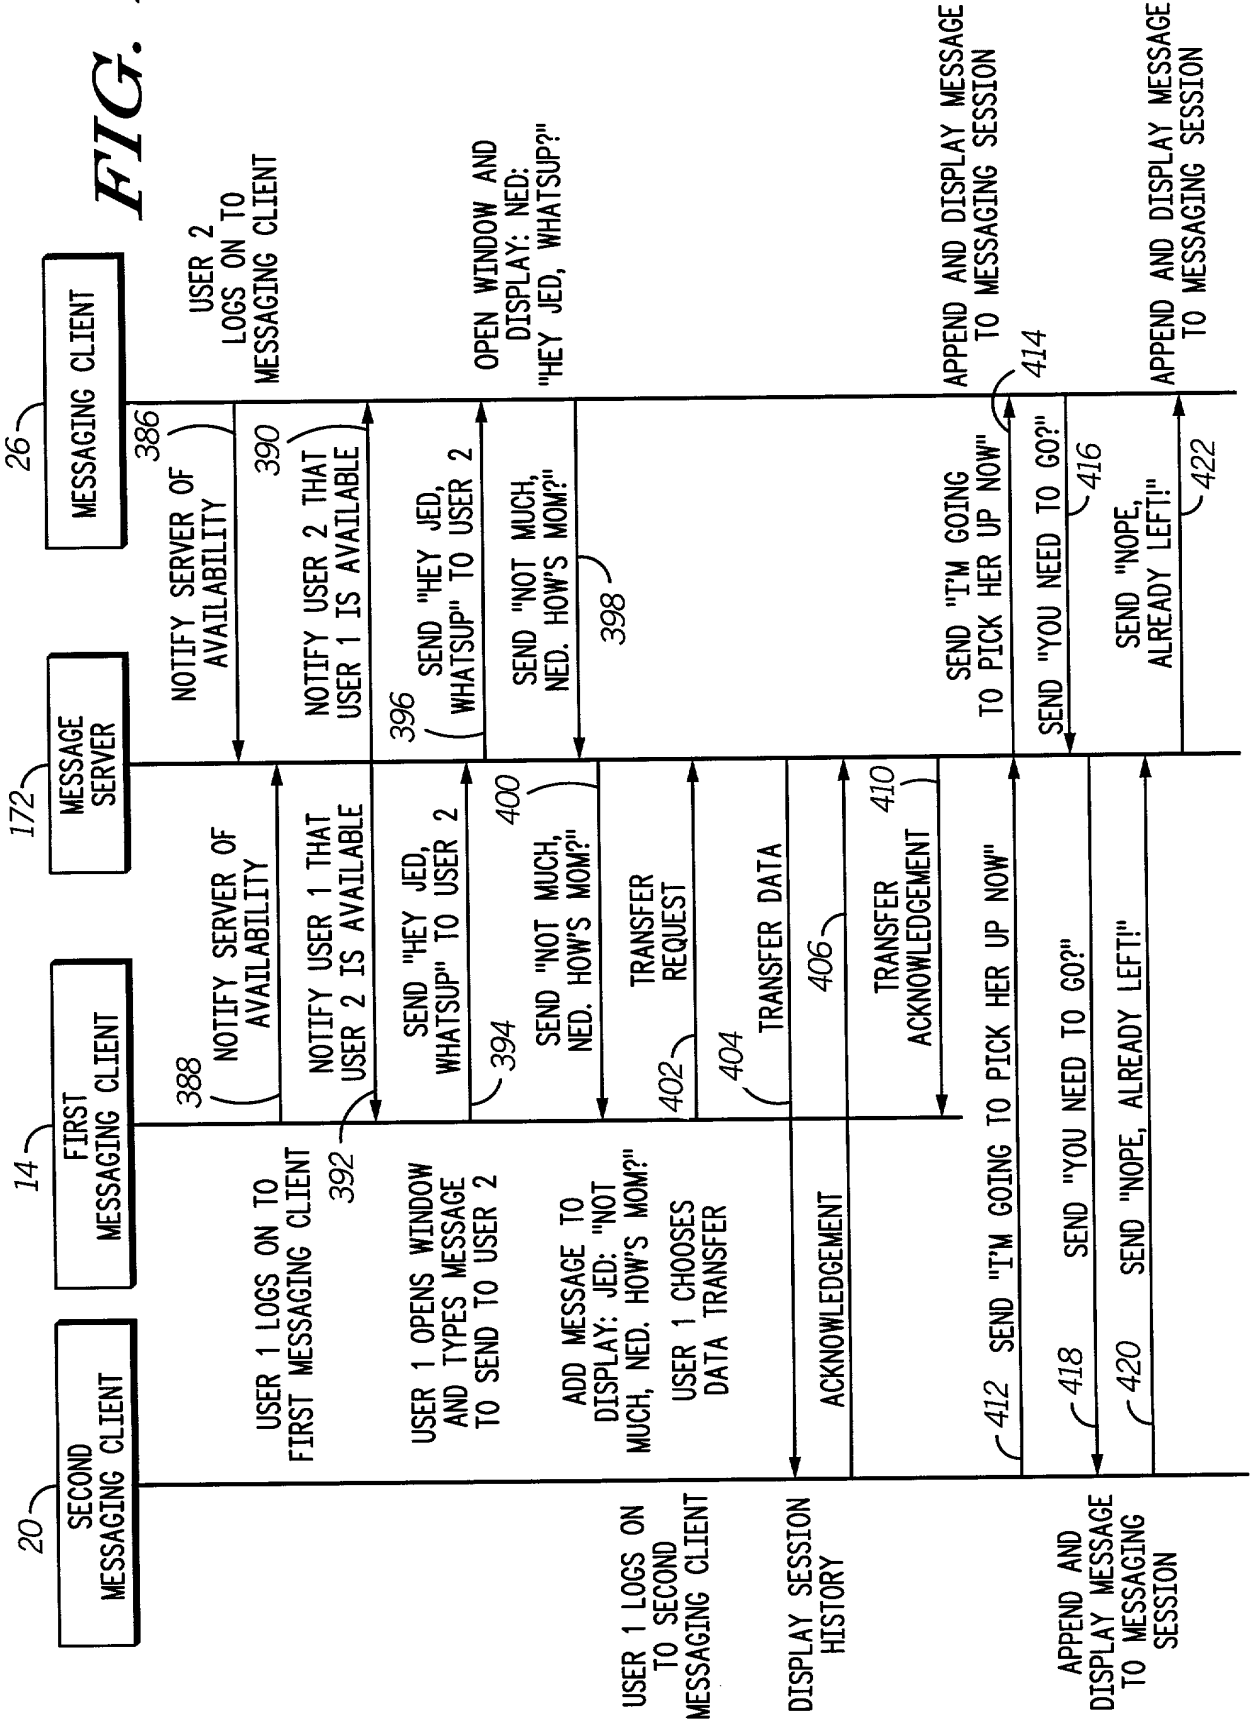 FIG.
20
SECOND
MESSAGING CLIENT
14
FIRST
MESSAGING CLIENT
172
MESSAGE
SERVER
26
MESSAGING CLIENT
386
NOTIFY SERVER OF
AVAILABILITY
USER 2
LOGS ON TO
MESSAGING CLIENT
USER 1 LOGS ON TO
FIRST MESSAGING CLIENT
388
NOTIFY SERVER OF
AVAILABILITY
392
NOTIFY USER 1 THAT
USER 2 IS AVAILABLE
NOTIFY USER 2 THAT
USER 1 IS AVAILABLE
390
USER 1 OPENS WINDOW
AND TYPES MESSAGE
TO SEND TO USER 2
SEND "HEY JED,
WHATSUP" TO USER 2
394
396
SEND "HEY JED,
WHATSUP" TO USER 2
OPEN WINDOW AND
DISPLAY: NED:
"HEY JED, WHATSUP?"
SEND "NOT MUCH,
NED. HOW'S MOM?"
398
ADD MESSAGE TO
DISPLAY: JED: "NOT
MUCH, NED. HOW'S MOM?"
SEND "NOT MUCH,
NED. HOW'S MOM?"
400
USER 1 LOGS ON
TO SECOND
MESSAGING CLIENT
USER 1 CHOOSES
DATA TRANSFER
402
TRANSFER
REQUEST
404
TRANSFER DATA
DISPLAY SESSION
HISTORY
ACKNOWLEDGEMENT
406
TRANSFER
ACKNOWLEDGEMENT
410
412
SEND "I'M GOING TO PICK HER UP NOW"
SEND "I'M GOING
TO PICK HER UP NOW"
414
APPEND AND DISPLAY MESSAGE
TO MESSAGING SESSION
SEND "YOU NEED TO GO?"
416
APPEND AND
DISPLAY MESSAGE
TO MESSAGING
SESSION
418
SEND "YOU NEED TO GO?"
420
SEND "NOPE, ALREADY LEFT!"
SEND "NOPE,
ALREADY LEFT!"
422
APPEND AND DISPLAY MESSAGE
TO MESSAGING SESSION